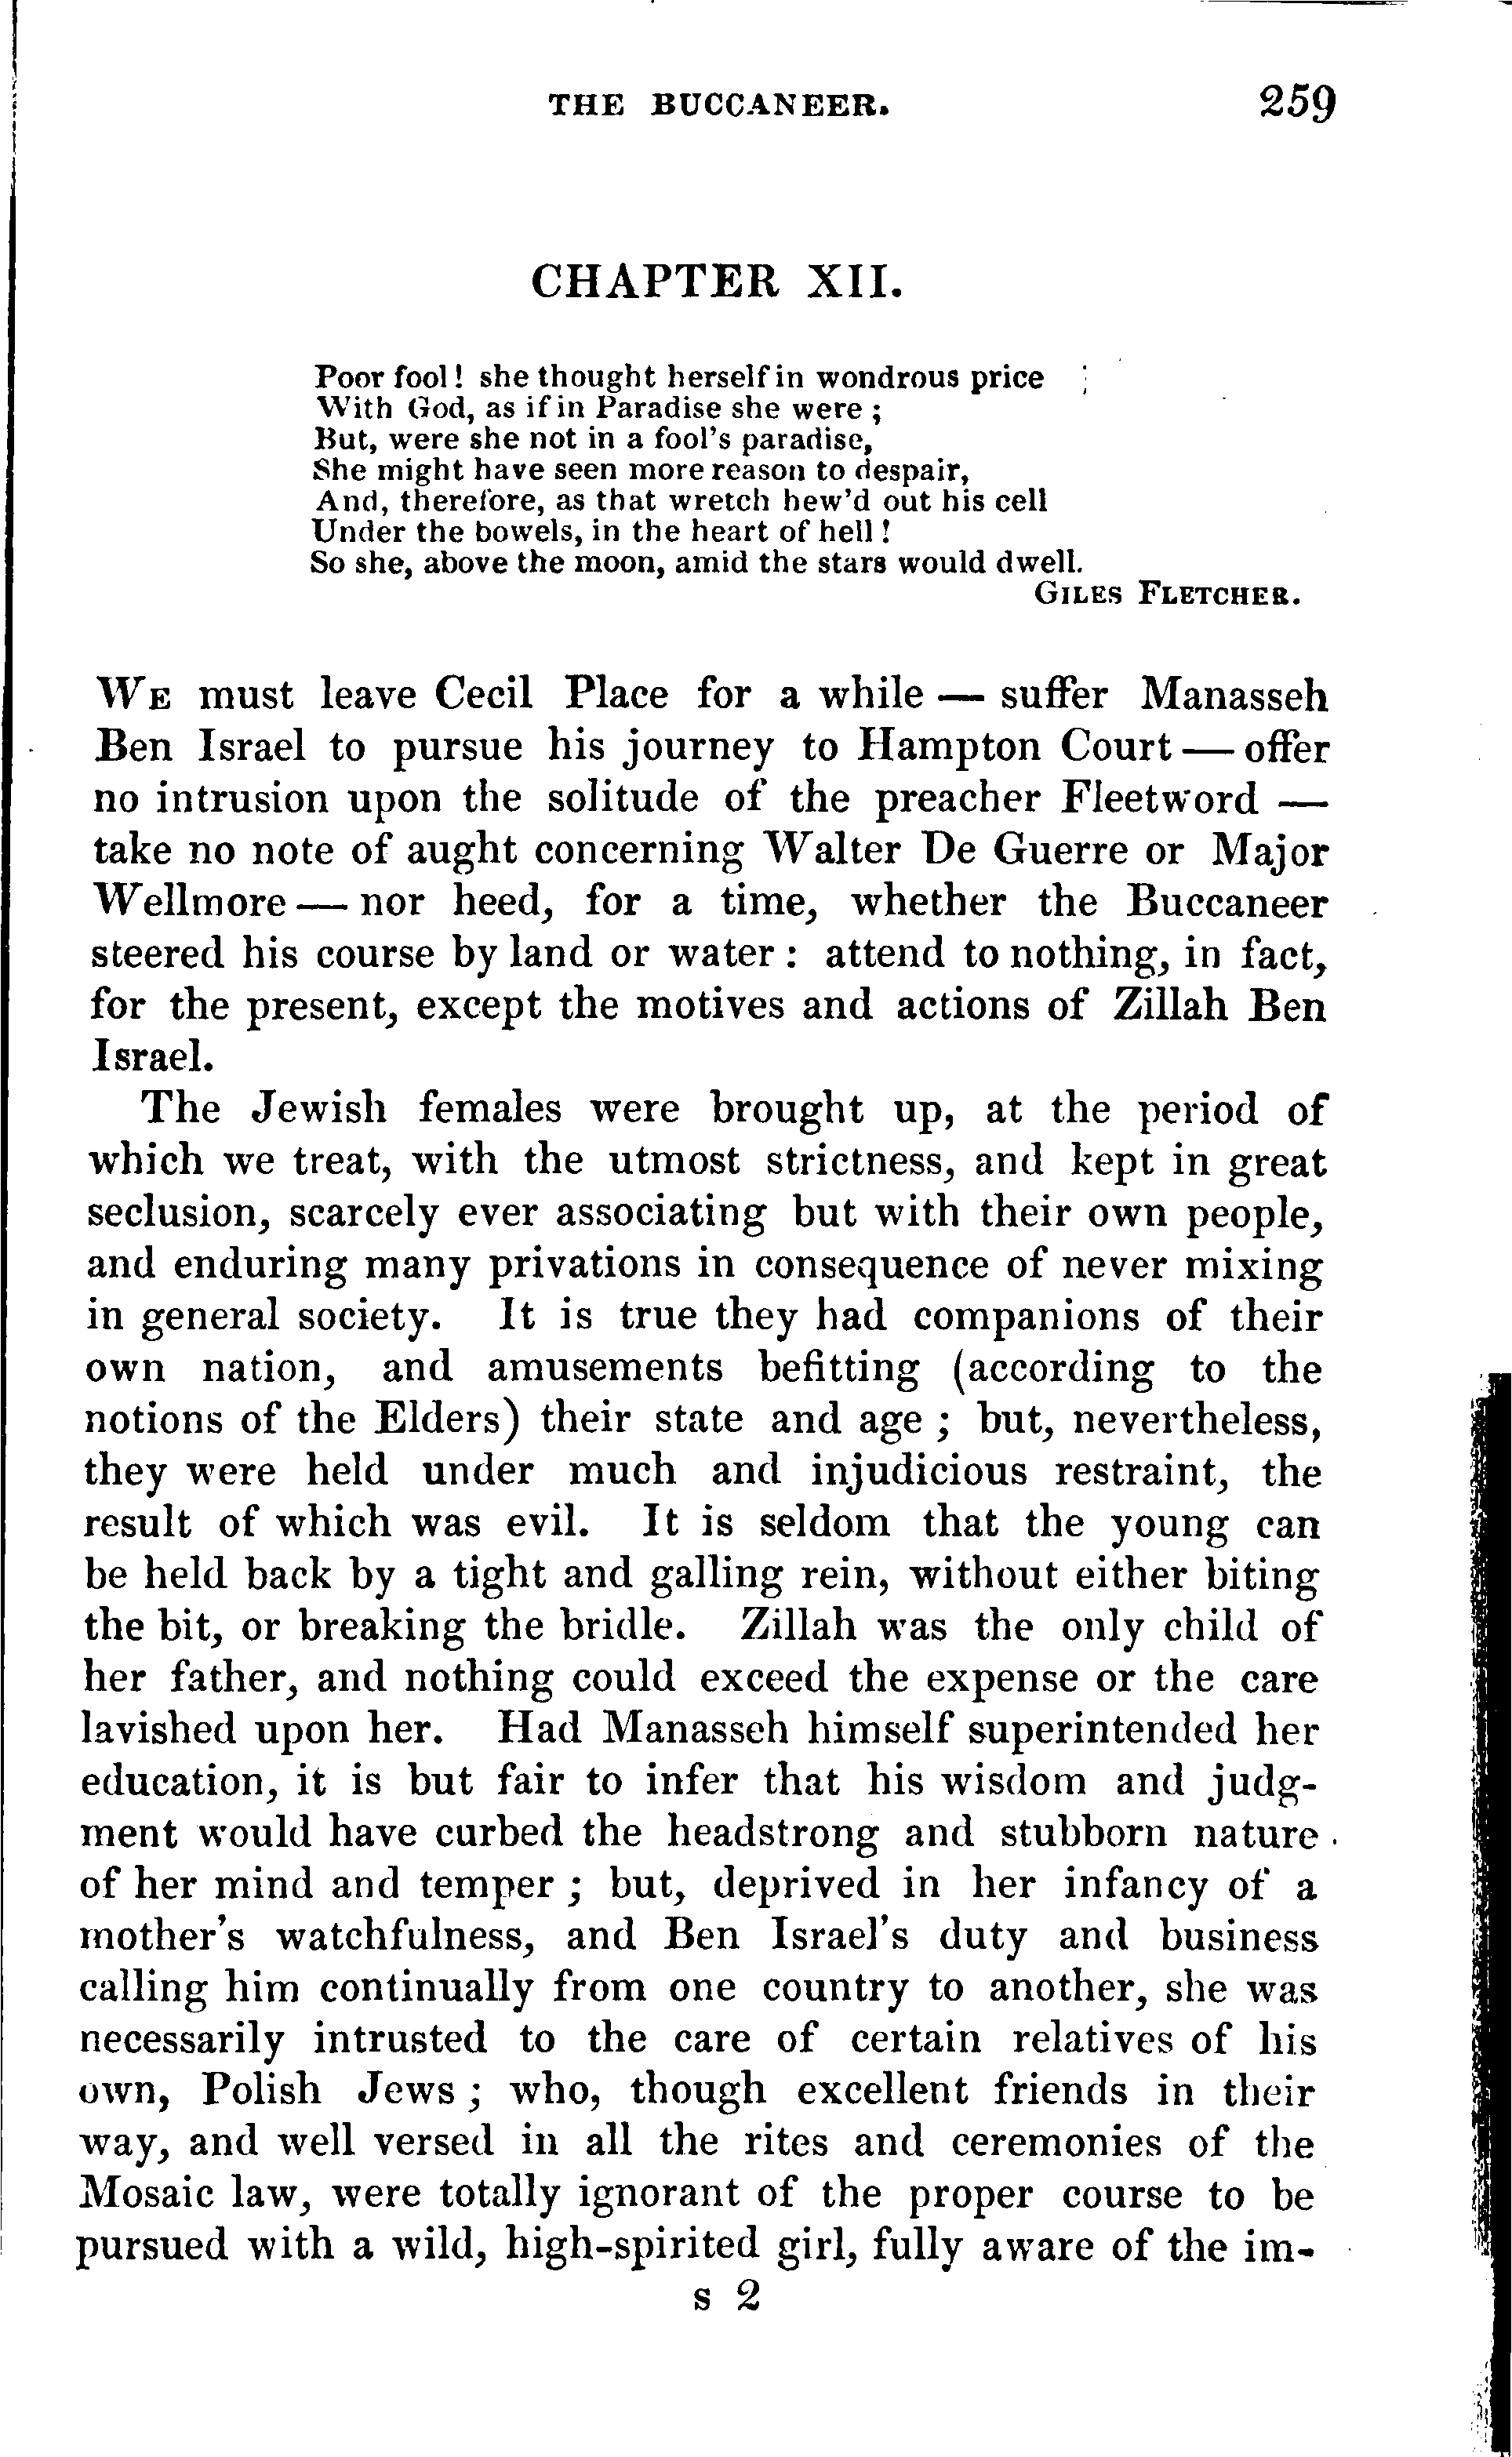 THE BUCCANEER. 259
CHAPTER XII.
Poor fool! she thought herself in wondrous price
With God, as if in Paradise she were ;
But, were she not in a fool's paradise,
She might have seen more reason to despair,
And, therefore, as that wretch hew'd out his cell
Under the bowels, in the heart of hell!
So she, above the moon, amid the stars would dwell.
GILES FLETCHER.
WE must leave Cecil Place for a while — suffer Manasseh
Ben Israel to pursue his journey to Hampton Court — offer
no intrusion upon the solitude of the preacher Fleetword —
take no note of aught concerning Walter De Guerre or Major
Wellmore — nor heed, for a time, whether the Buccaneer
steered his course by land or water : attend to nothing, in fact,
for the present, except the motives and actions of Zillah Ben
Israel.
The Jewish females were brought up, at the period of
which we treat, with the utmost strictness, and kept in great
seclusion, scarcely ever associating but with their own people,
and enduring many privations in consequence of never mixing
in general society. It is true they had companions of their
own nation, and amusements befitting (according to the
notions of the Elders) their state and age ; but, nevertheless,
they were held under much and injudicious restraint, the
result of which was evil. It is seldom that the young can
be held back by a tight and galling rein, without either biting
the bit, or breaking the bridle. Zillah was the only child of
her father, and nothing could exceed the expense or the care
lavished upon her. Had Manasseh himself superintended her
education, it is but fair to infer that his wisdom and judg-
ment would have curbed the headstrong and stubborn nature
of her mind and temper ; but, deprived in her infancy of a
mother's watchfulness, and Ben Israel's duty and business
calling him continually from one country to another, she was
necessarily intrusted to the care of certain relatives of his
own, Polish Jews ; who, though excellent friends in their
way, and well versed in all the rites and ceremonies of the
Mosaic law, were totally ignorant of the proper course to be
pursued with a wild, high-spirited girl, fully aware of the im-
s 2